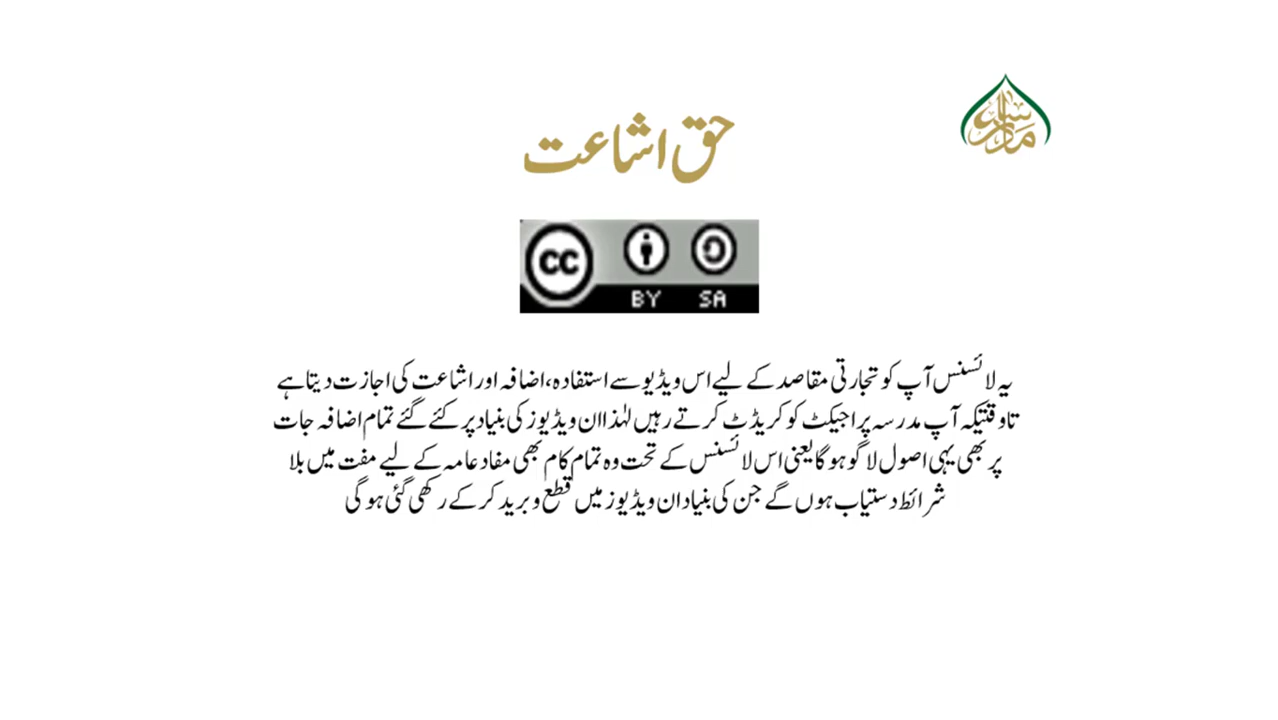 مدرسہ
حق اشاعت
cc
BY SA
یہ لائسنس آپ کو تجارتی مقاصد کے لیے اس ویڈیو سے استفادہ، اضافہ اور اشاعت کی اجازت دیتا ہے
تاوقتیکہ آپ مدرسہ پراجیکٹ کو کریڈٹ کرتے رہیں لہٰذا ان ویڈیوز کی بنیاد پر کئے گئے تمام اضافہ جات
پر بھی یہی اصول لاگو ہوگا یعنی اس لائسنس کے تحت وہ تمام کام بھی مفاد عامہ کے لیے مفت میں بلا
شرائط دستیاب ہوں گے جن کی بنیاد ان ویڈیوز میں قطع و برید کر کے رکھی گئی ہوگی